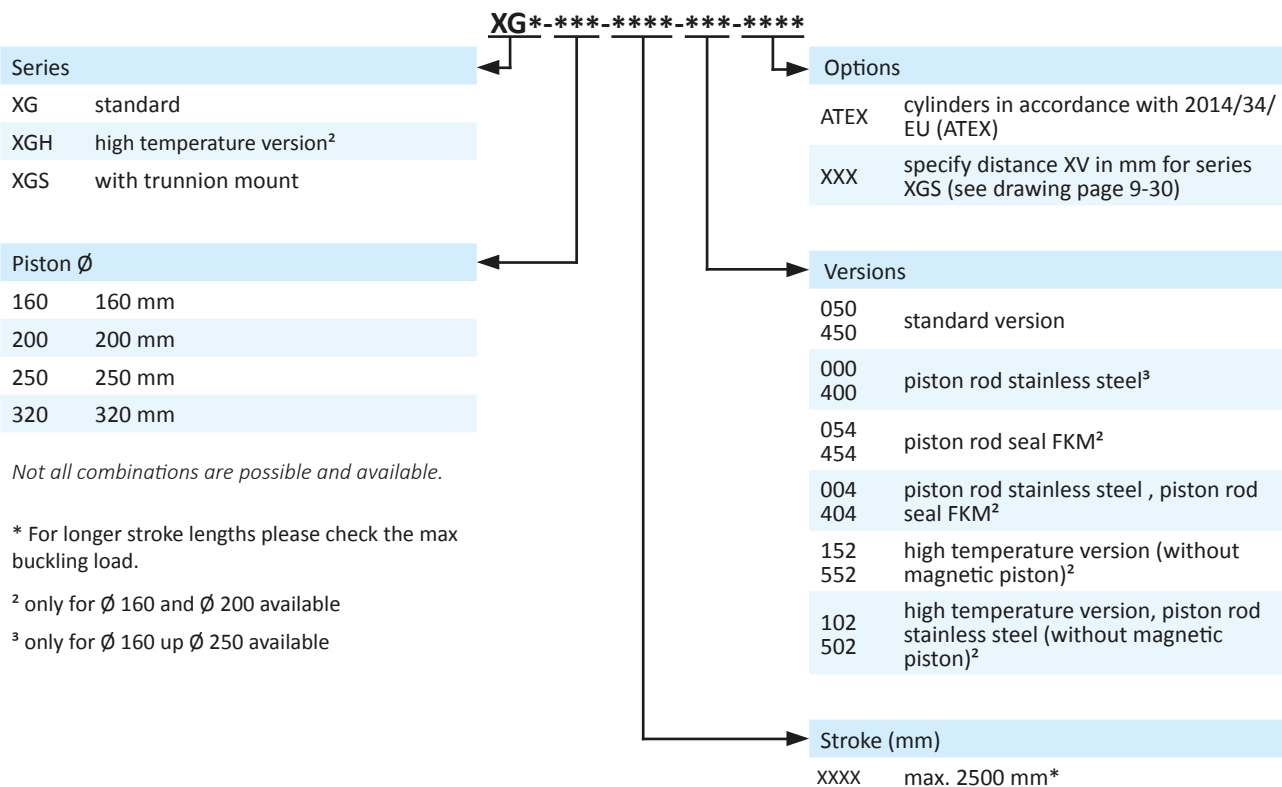 XG*-***-****-***-****
Series
XG standard
XGH high temperature version²
XGS with trunnion mount
Piston Ø
160 160 mm
200 200 mm
250 250 mm
320 320 mm
Not all combinations are possible and available.
* For longer stroke lengths please check the max
buckling load.
² only for Ø 160 and Ø 200 available
³ only for Ø 160 up Ø 250 available
Options
ATEX cylinders in accordance with 2014/34/
EU (ATEX)
XXX specify distance XV in mm for series
XGS (see drawing page 9-30)
Versions
050
450 standard version
000
400 piston rod stainless steel³
054
454 piston rod seal FKM²
004 piston rod stainless steel , piston rod
404 seal FKM²
152 high temperature version (without
552 magnetic piston)²
102 high temperature version, piston rod
502 stainless steel (without magnetic
piston)²
Stroke (mm)
XXXX max. 2500 mm*